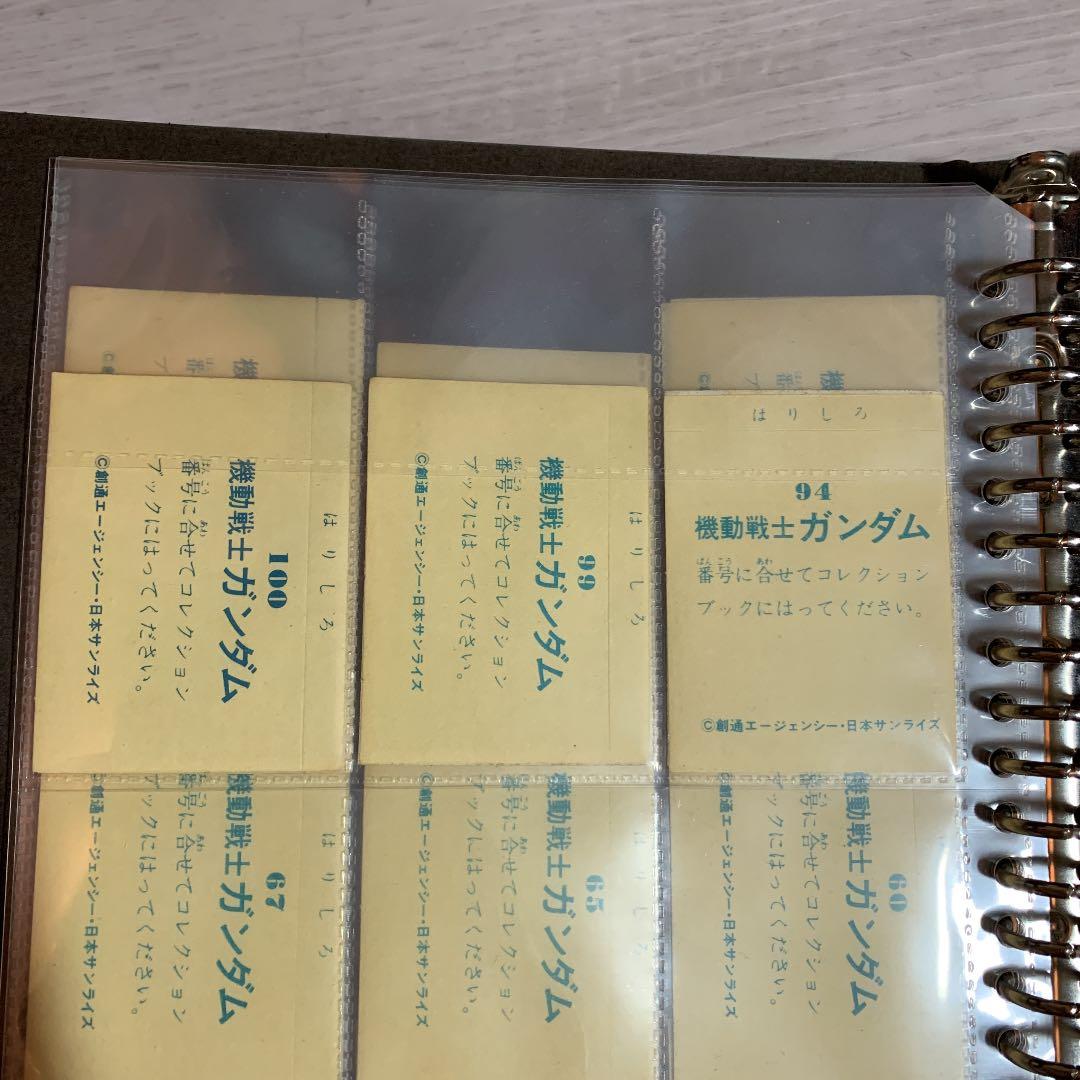 機
番
©
機
番
©
機
番
©
はりしろ
100
機動戦士ガンダム
番号に合せてコレクション
ブックにはってください。
©創通エージェンシー・日本サンライズ
はりしろ
99
機動戦士ガンダム
番号に合せてコレクション
ブックにはってください。
©創通エージェンシー・日本サンライズ
はりしろ
94
機動戦士ガンダム
番号に合せてコレクション
ブックにはってください。
©創通エージェンシー・日本サンライズ
はりしろ
67
機動戦士ガンダム
番号に合せてコレクション
ブックにはってください。
©創通エージェンシー・日本サンライズ
はりしろ
65
機動戦士ガンダム
番号に合せてコレクション
ブックにはってください。
©創通エージェンシー・日本サンライズ
はりしろ
60
機動戦士ガンダム
番号に合せてコレクション
ブックにはってください。
©創通エージェンシー・日本サンライズ